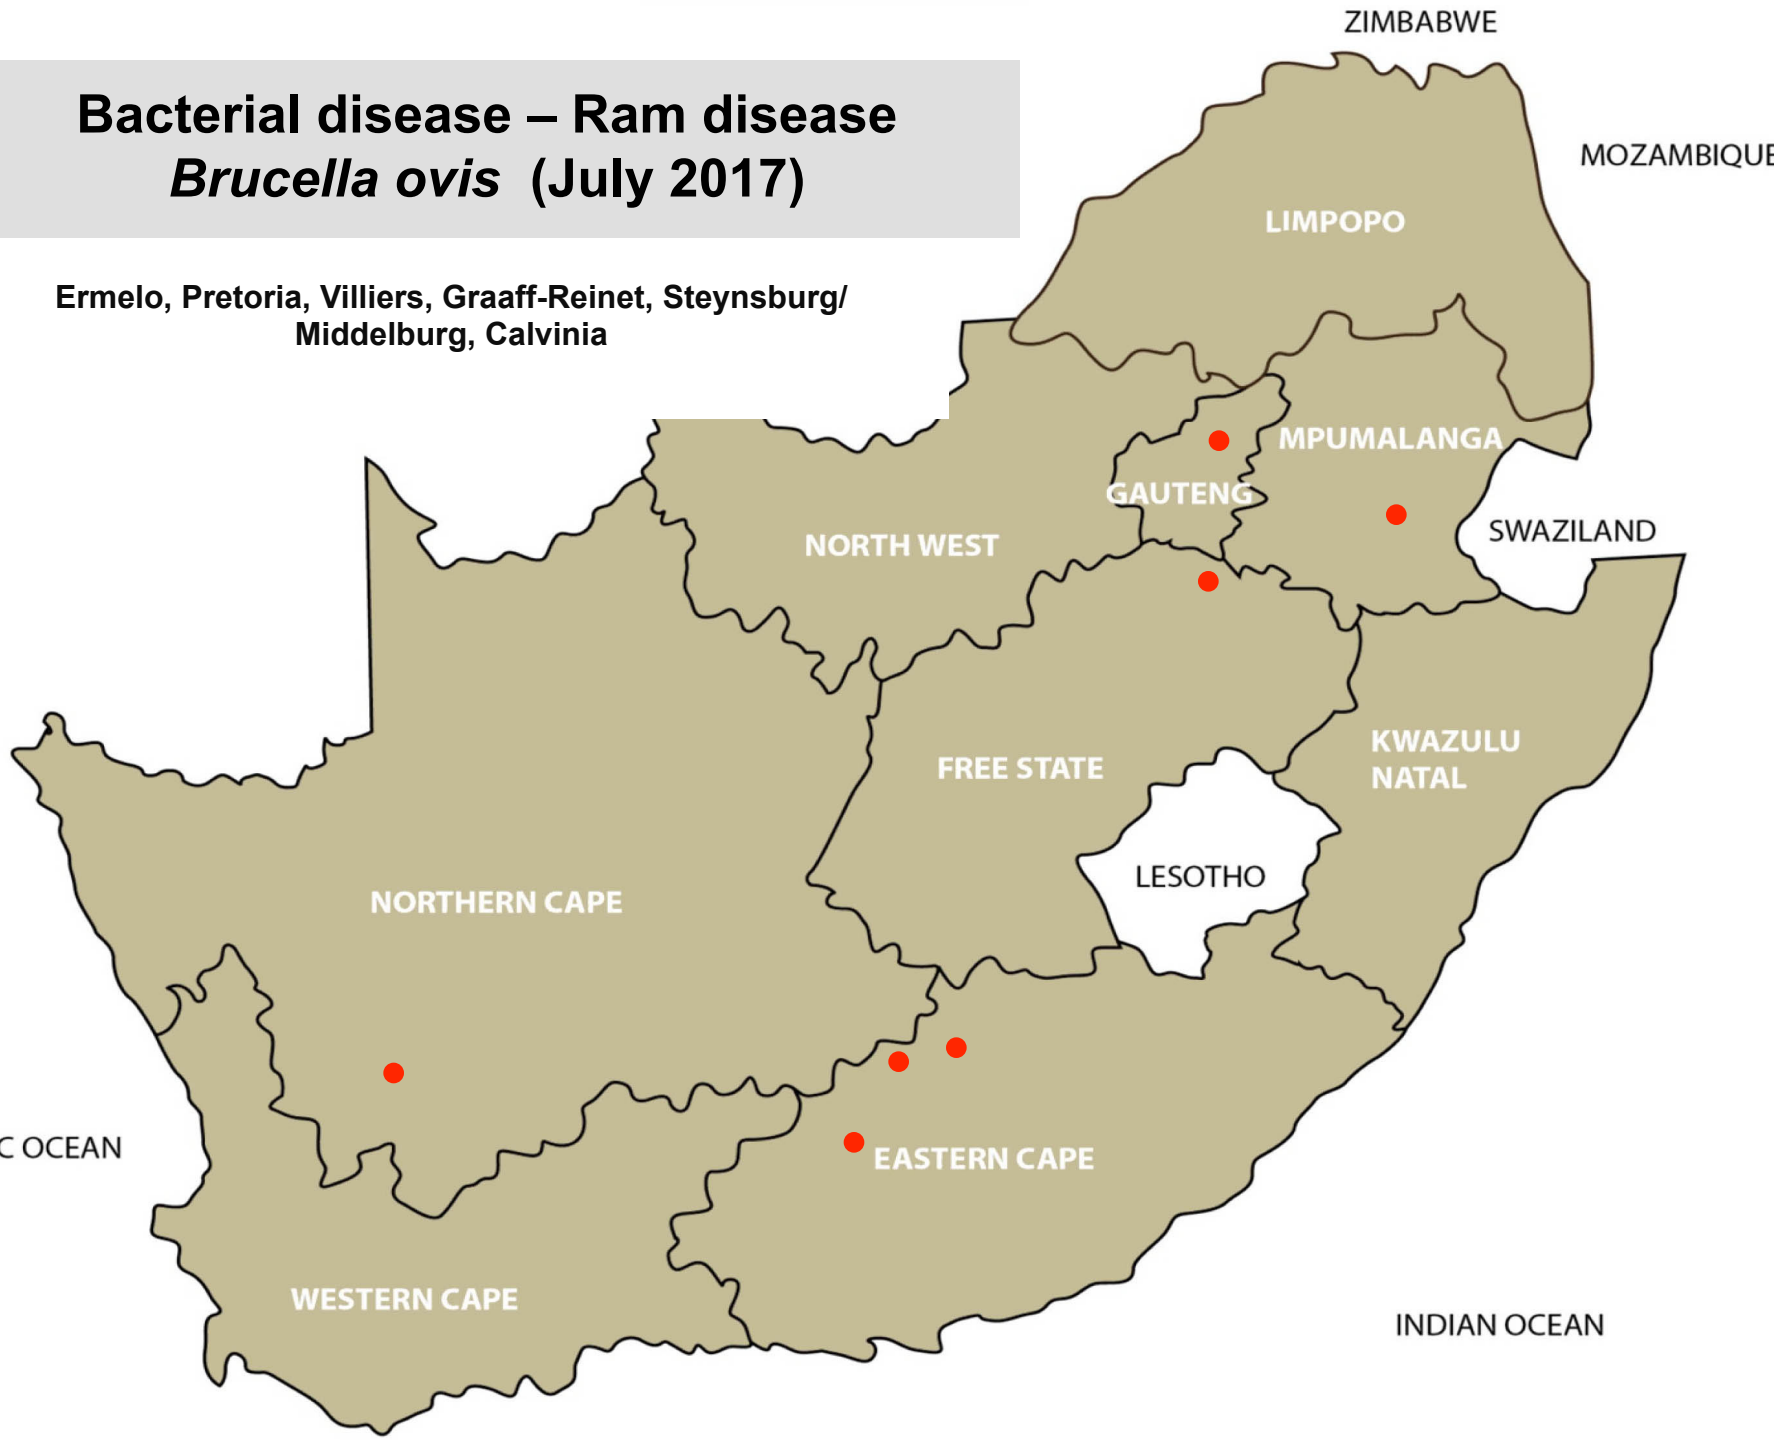 ZIMBABWE
Bacterial disease – Ram disease
Brucella ovis (July 2017)
MOZAMBIQUE
LIMPOPO
Ermelo, Pretoria, Villiers, Graaff-Reinet, Steynsburg/
Middelburg, Calvinia
MPUMALANGA
GAUTENG
SWAZILAND
NORTH WEST
KWAZULU
NATAL
FREE STATE
LESOTHO
NORTHERN CAPE
C OCEAN
EASTERN CAPE
WESTERN CAPE
INDIAN OCEAN